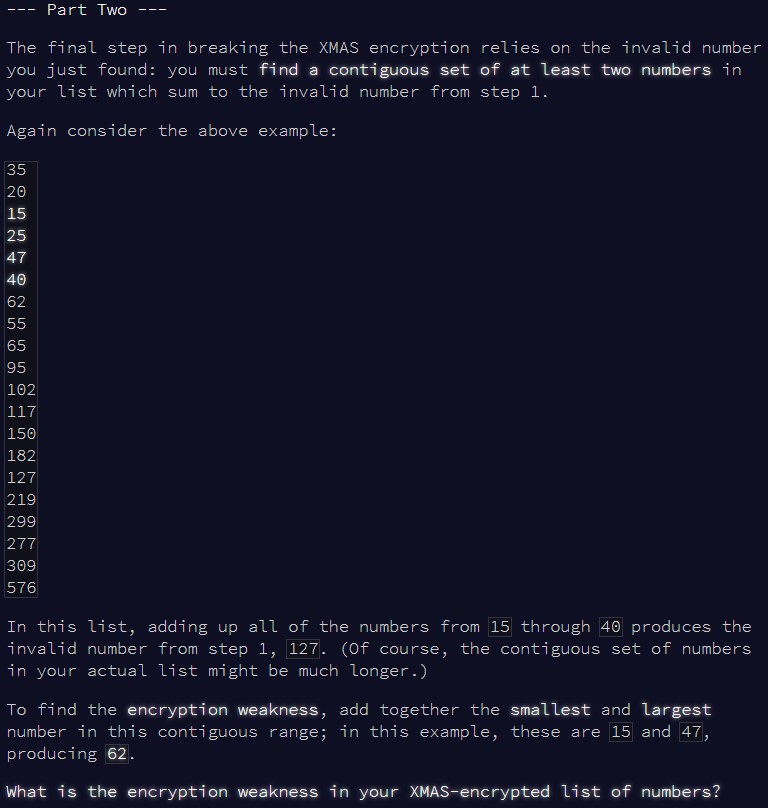 --- Part Two ---
The final step in breaking the XMAS encryption relies on the invalid number
you just found: you must find a contiguous set of at least two numbers in
your list which sum to the invalid number from step 1.
Again consider the above example:
35
20
15
25
47
40
62
55
65
95
102
117
150
182
127
219
299
277
309
576
In this list, adding up all of the numbers from 15 through 40 produces the
invalid number from step 1, 127. (Of course, the contiguous set of numbers
in your actual list might be much longer.)
To find the encryption weakness, add together the smallest and largest
number in this contiguous range; in this example, these are 15 and 47,
producing 62.
What is the encryption weakness in your XMAS-encrypted list of numbers?